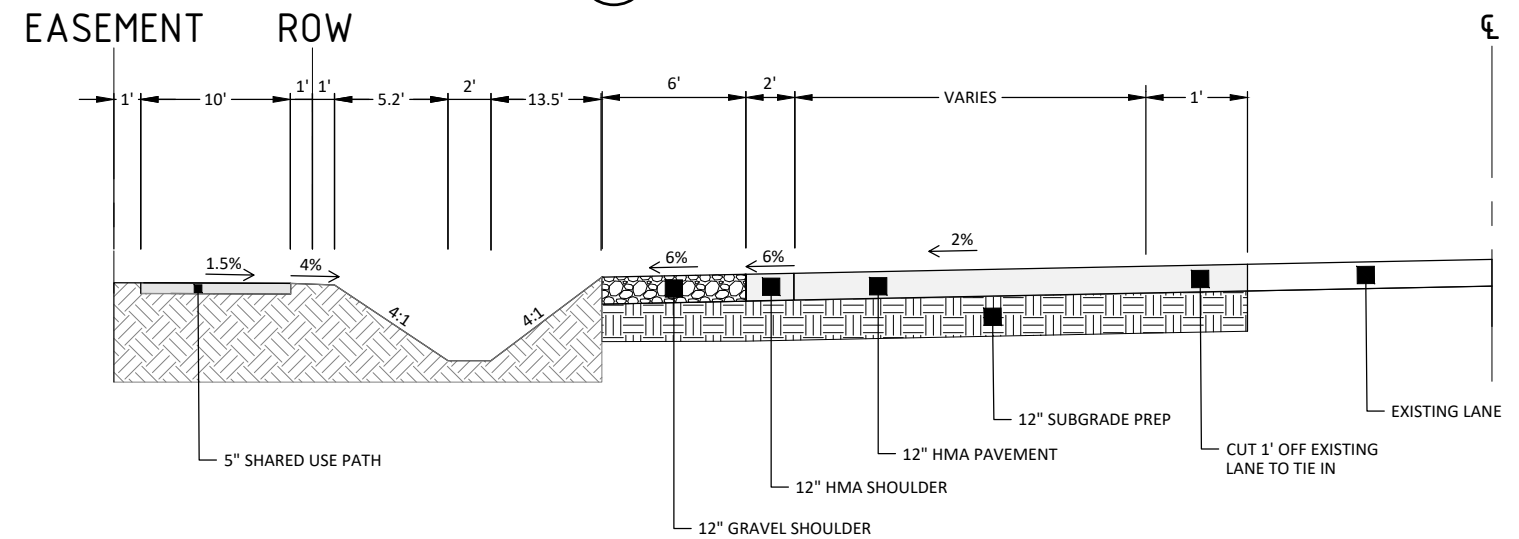 EASEMENT ROW ℄
1' 10' 1' 1' 5.2' 2' 13.5' 6' 2' VARIES 1'
1.5% 4% 4:1 4:1 6% 6% 2%
EXISTING LANE
12" SUBGRADE PREP
CUT 1' OFF EXISTING
LANE TO TIE IN
12" HMA PAVEMENT
5" SHARED USE PATH
12" HMA SHOULDER
12" GRAVEL SHOULDER